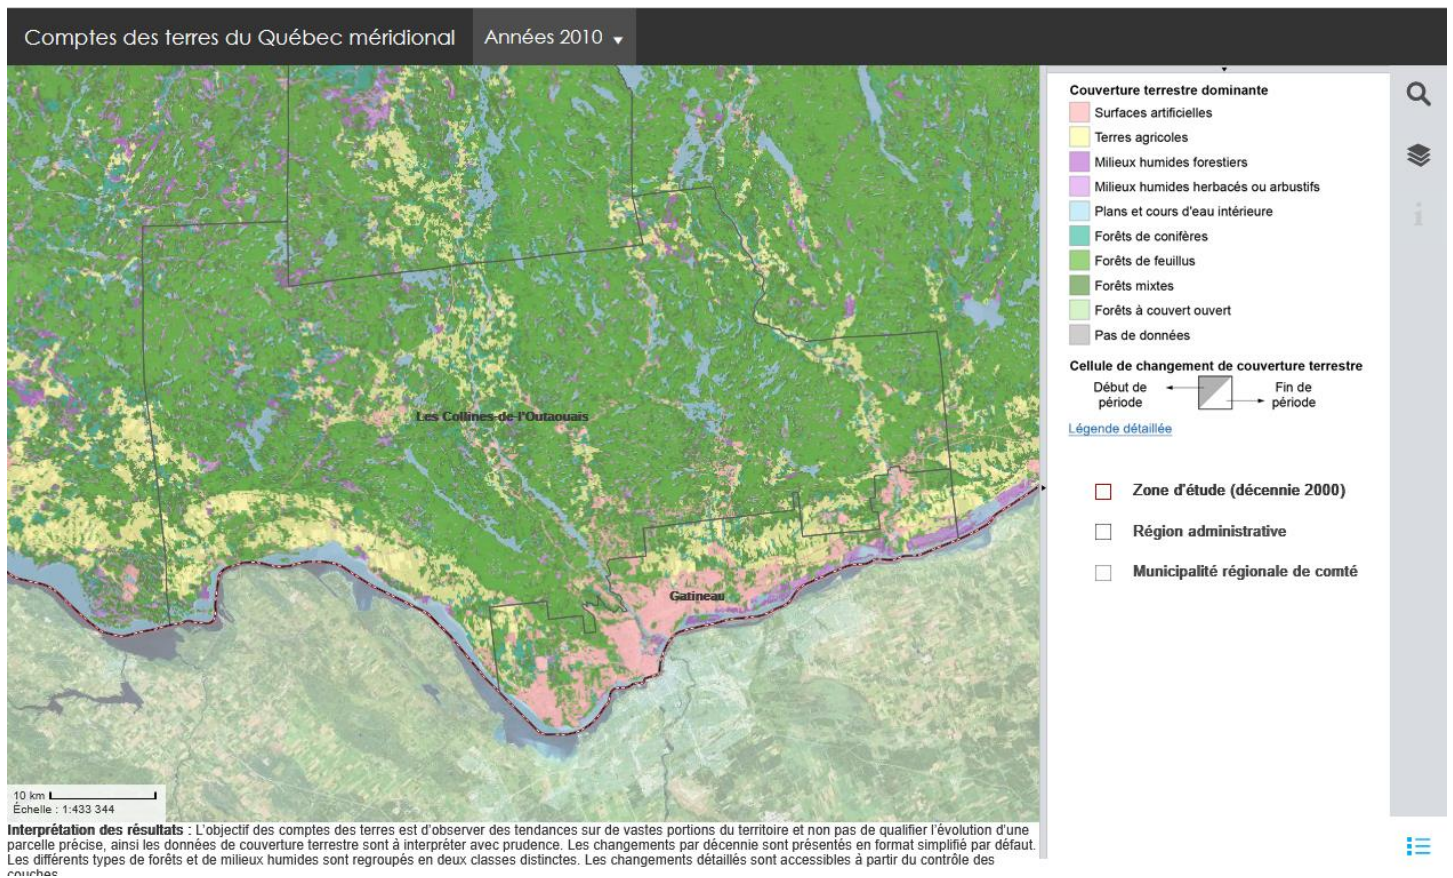 Comptes des terres du Québec méridional
Années 2010
Les Collines-de-l'Outaouais
Gatineau
10 km
Échelle : 1:433 344
Couverture terrestre dominante
Surfaces artificielles
Terres agricoles
Milieux humides forestiers
Milieux humides herbacés ou arbustifs
Plans et cours d'eau intérieure
Forêts de conifères
Forêts de feuillus
Forêts mixtes
Forêts à couvert ouvert
Pas de données
Cellule de changement de couverture terrestre
Début de période
Fin de période
Légende détaillée
Zone d'étude (décennie 2000)
Région administrative
Municipalité régionale de comté
Interprétation des résultats : L'objectif des comptes des terres est d'observer des tendances sur de vastes portions du territoire et non pas de qualifier l'évolution d'une
parcelle précise, ainsi les données de couverture terrestre sont à interpréter avec prudence. Les changements par décennie sont présentés en format simplifié par défaut.
Les différents types de forêts et de milieux humides sont regroupés en deux classes distinctes. Les changements détaillés sont accessibles à partir du contrôle des
couches